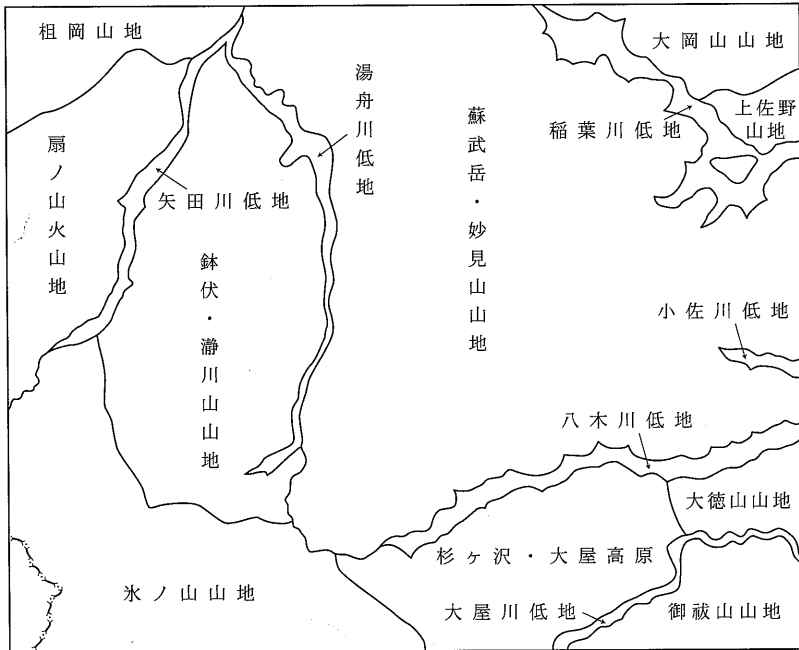 祖岡山地
大岡山山地
湯舟川低地
蘇武岳・妙見山山地
稲葉川低地
上佐野
山地
扇ノ山火山地
矢田川低地
鉢伏・瀞川山山地
小佐川低地
八木川低地
大徳山山地
杉ヶ沢・大屋高原
氷ノ山山地
大屋川低地
御祓山山地